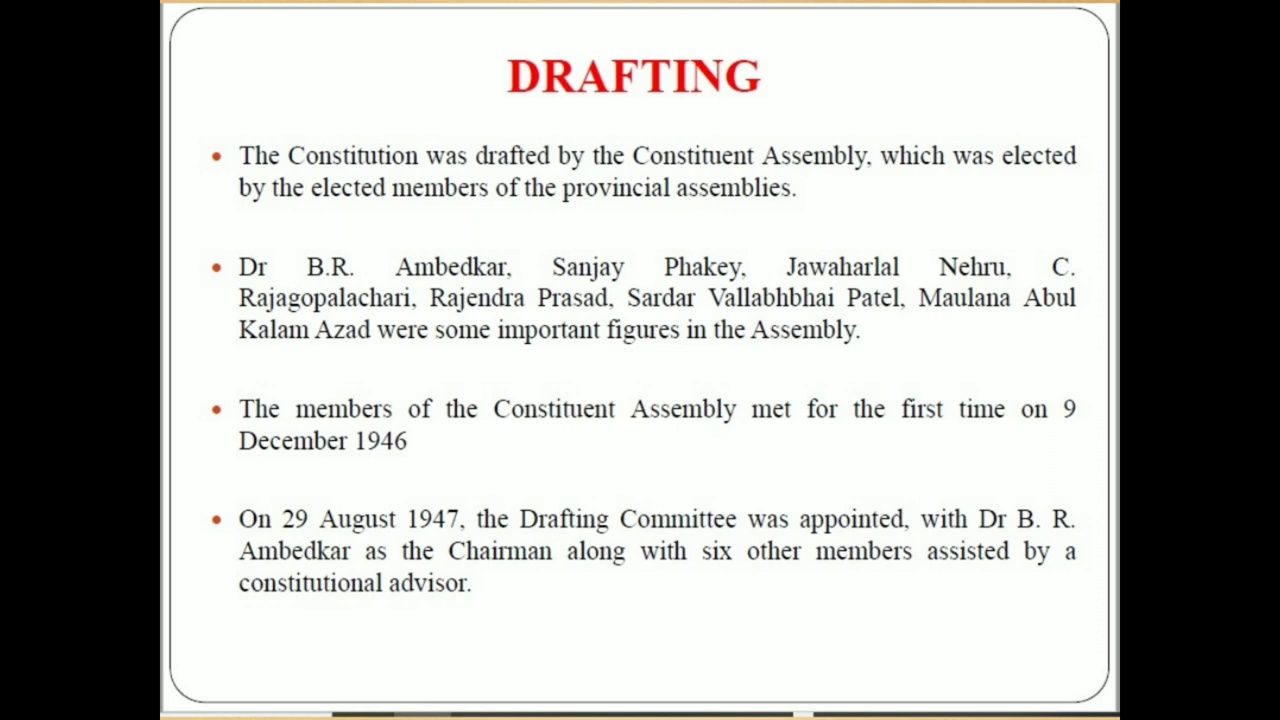 DRAFTING
The Constitution was drafted by the Constituent Assembly, which was elected
by the elected members of the provincial assemblies.
Dr B.R. Ambedkar, Sanjay Phakey, Jawaharlal Nehru, C.
Rajagopalachari, Rajendra Prasad, Sardar Vallabhbhai Patel, Maulana Abul
Kalam Azad were some important figures in the Assembly.
The members of the Constituent Assembly met for the first time on 9
December 1946
On 29 August 1947, the Drafting Committee was appointed, with Dr B. R.
Ambedkar as the Chairman along with six other members assisted by a
constitutional advisor.